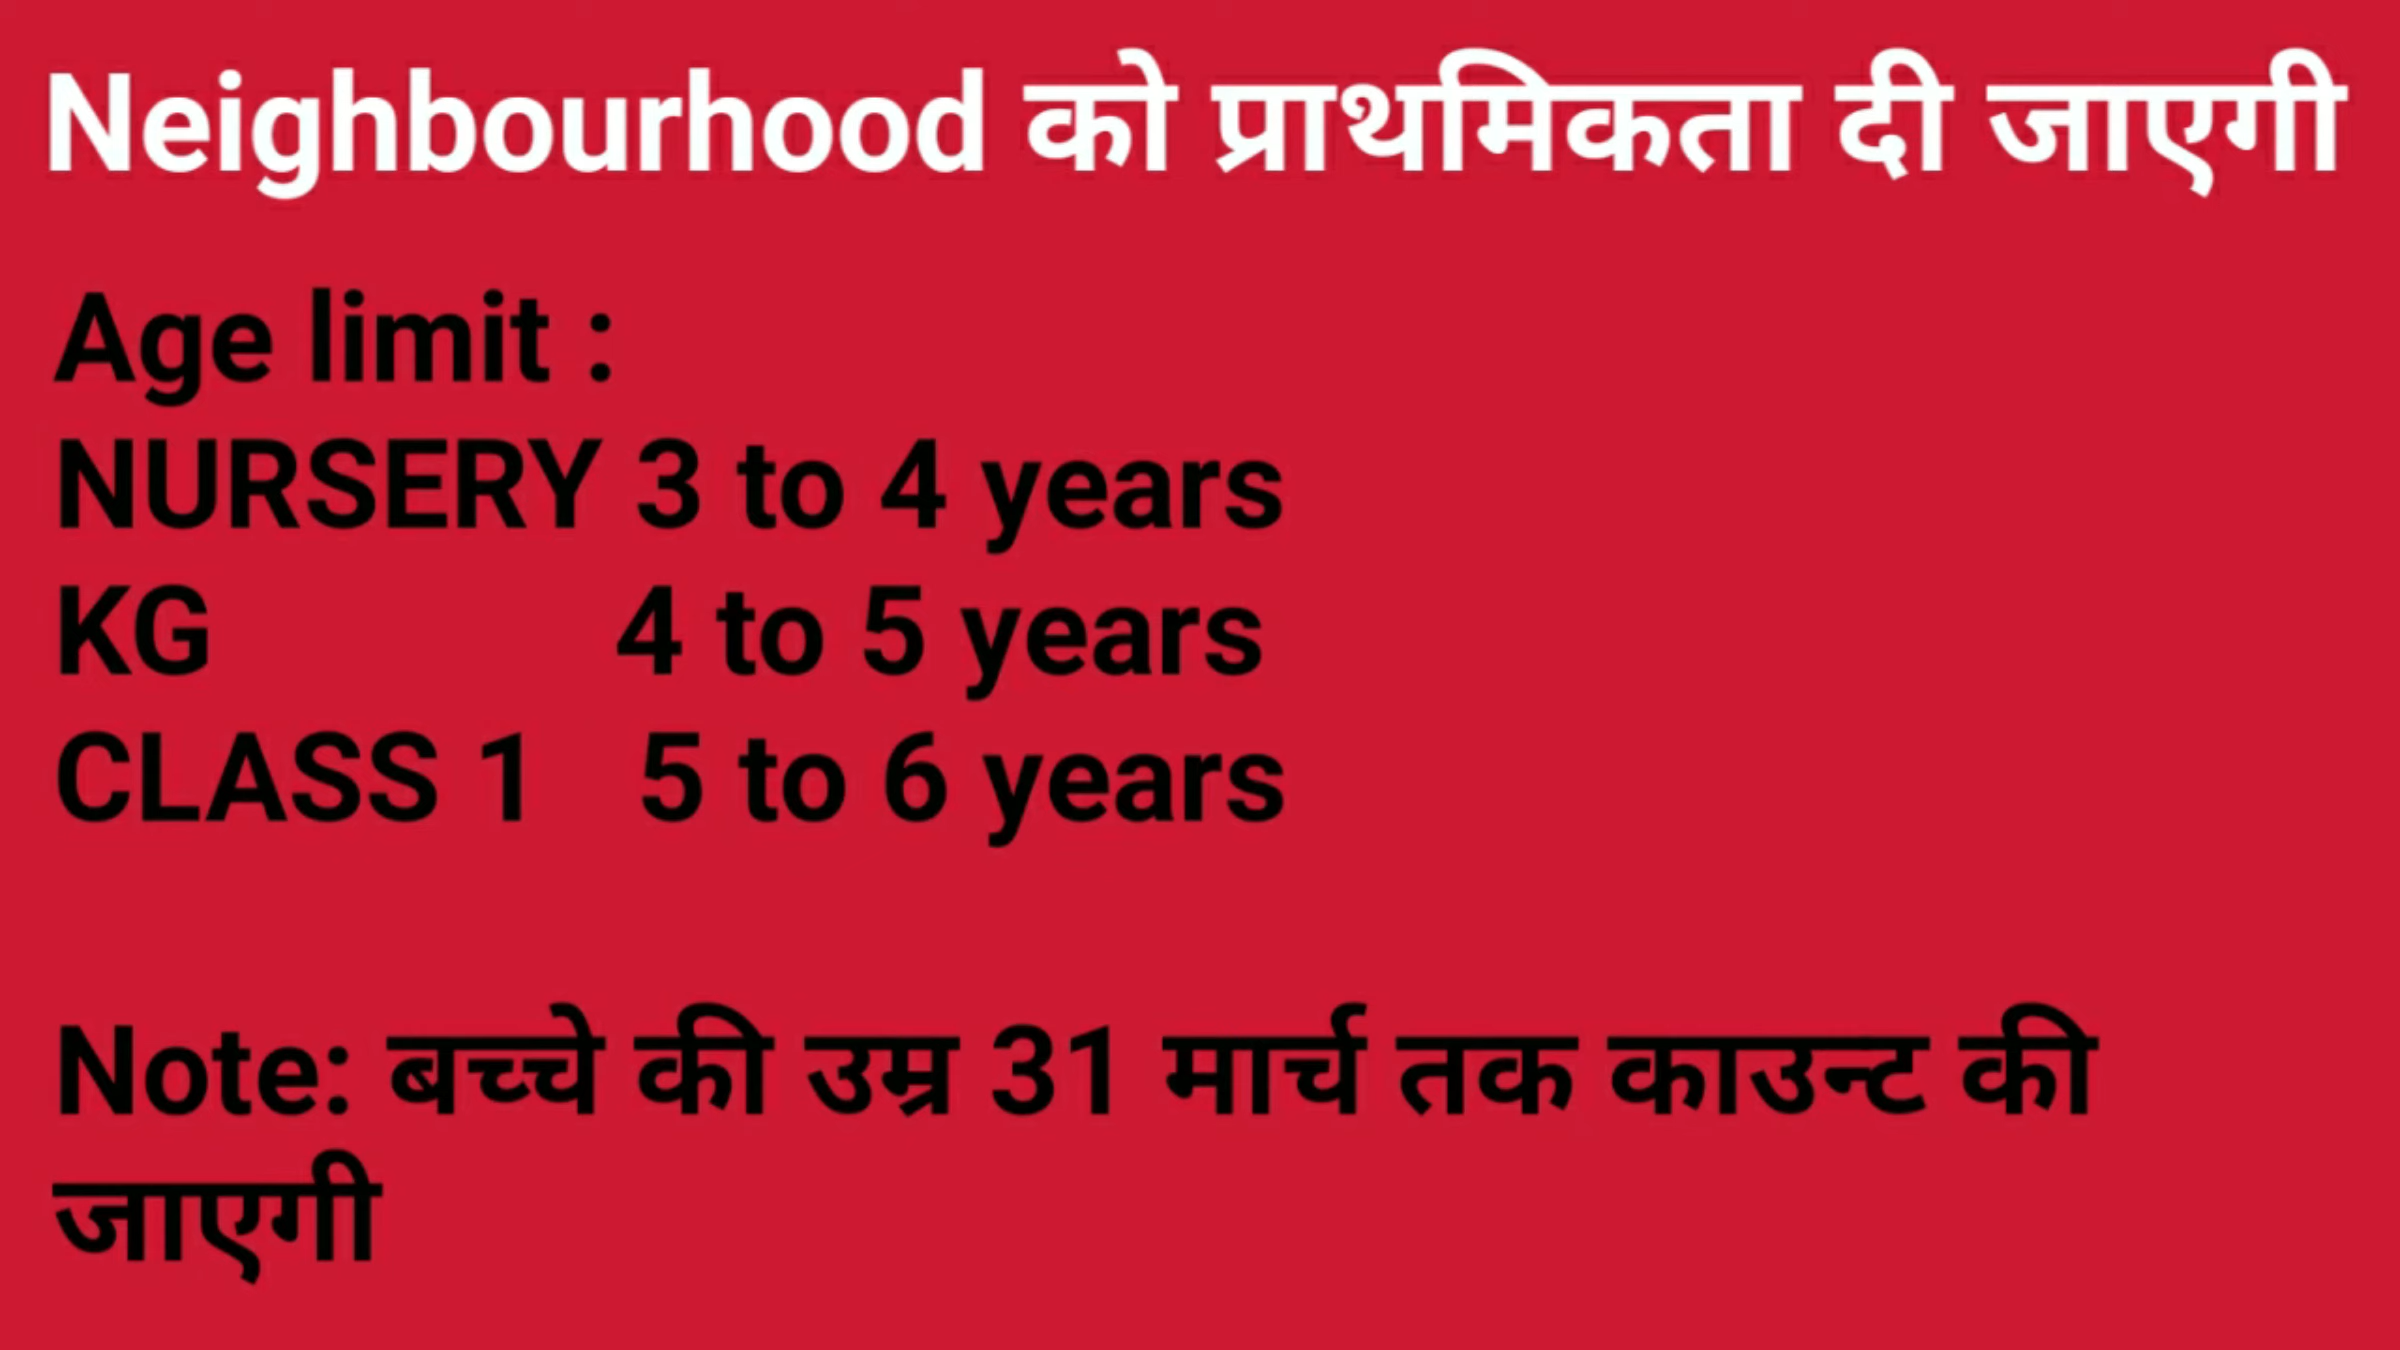 Neighbourhood को प्राथमिकता दी जाएगी
Age limit :
NURSERY 3 to 4 years
KG 4 to 5 years
CLASS 1 5 to 6 years
Note: बच्चे की उम्र 31 मार्च तक काउन्ट की
जाएगी